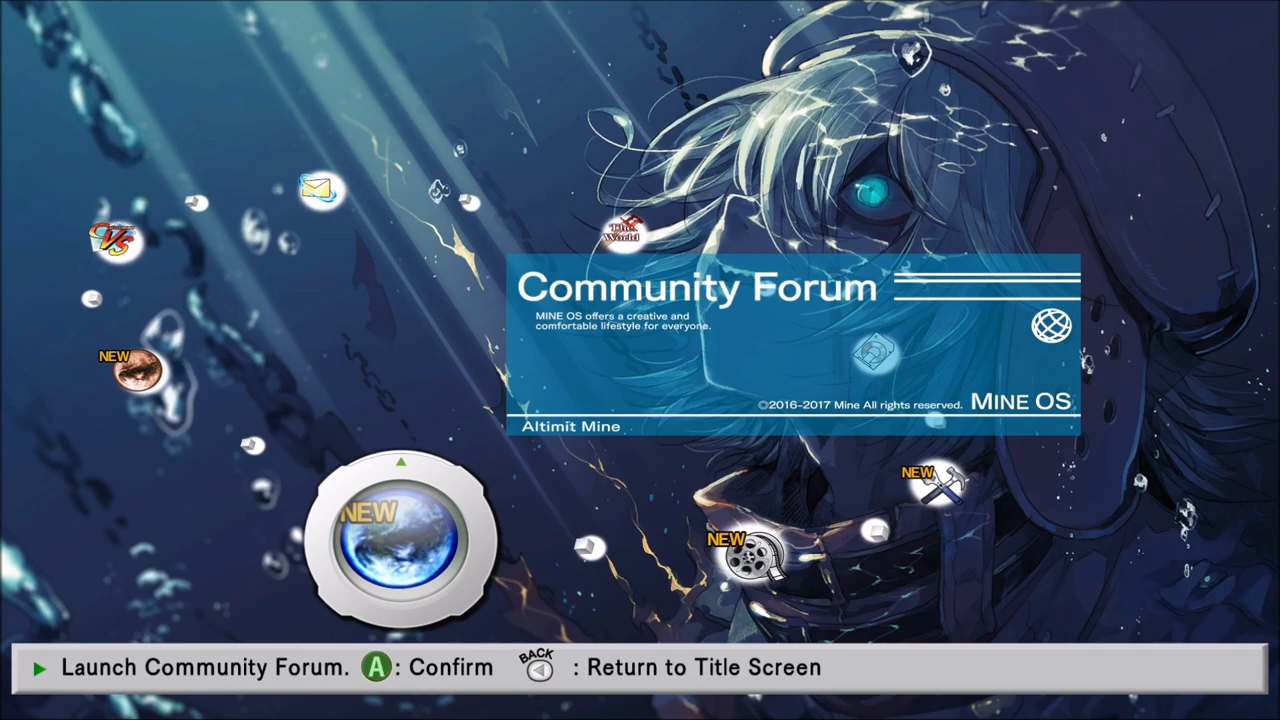 VS
The
World
Community Forum
MINE OS offers a creative and
comfortable lifestyle for everyone.
NEW
©2016-2017 Mine All rights reserved. MINE OS
Altimit Mine
NEW
NEW
NEW
Launch Community Forum. A: Confirm BACK : Return to Title Screen